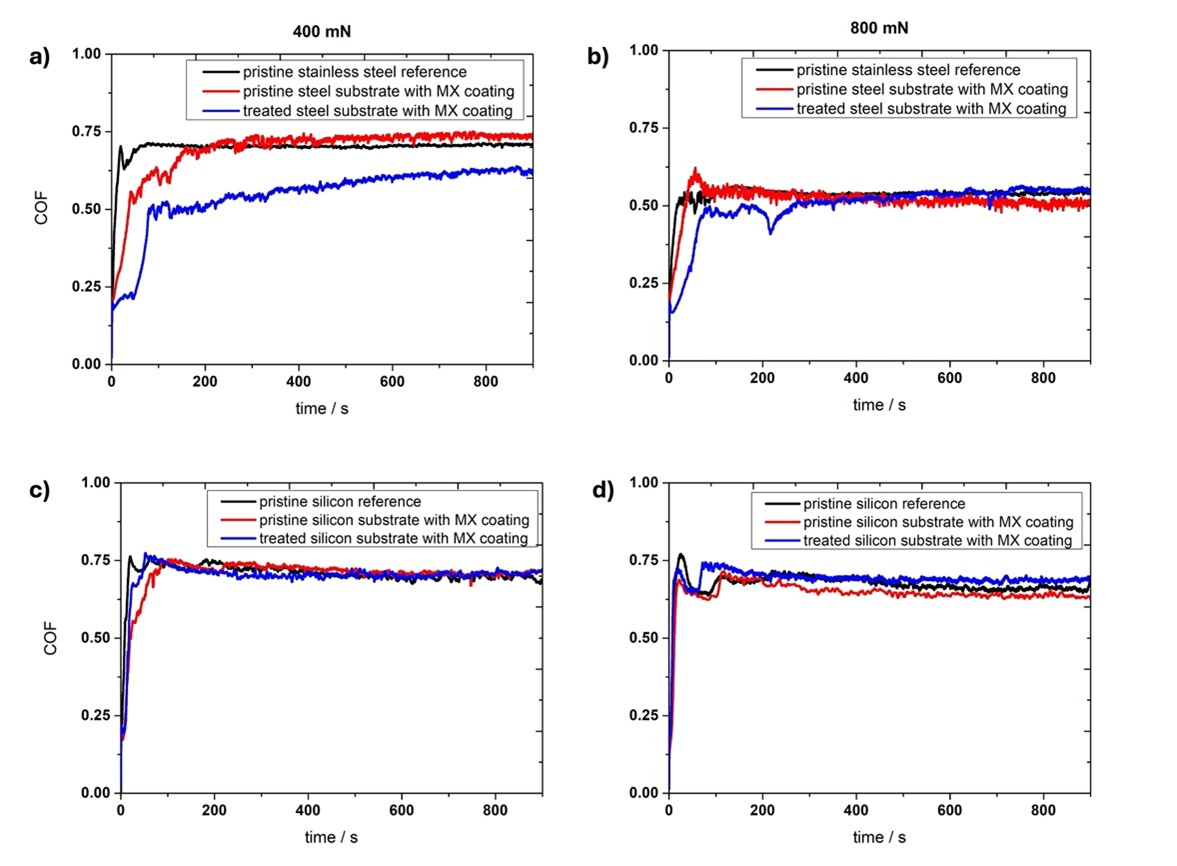 400 mN
a)
1.00
0.75
0.50
0.25
0.00
COF
pristine stainless steel reference
pristine steel substrate with MX coating
treated steel substrate with MX coating
0 200 400 600 800
time / s
800 mN
b)
1.00
0.75
0.50
0.25
0.00
pristine stainless steel reference
pristine steel substrate with MX coating
treated steel substrate with MX coating
0 200 400 600 800
time / s
c)
1.00
0.75
0.50
0.25
0.00
COF
pristine silicon reference
pristine silicon substrate with MX coating
treated silicon substrate with MX coating
0 200 400 600 800
time / s
d)
1.00
0.75
0.50
0.25
0.00
pristine silicon reference
pristine silicon substrate with MX coating
treated silicon substrate with MX coating
0 200 400 600 800
time / s